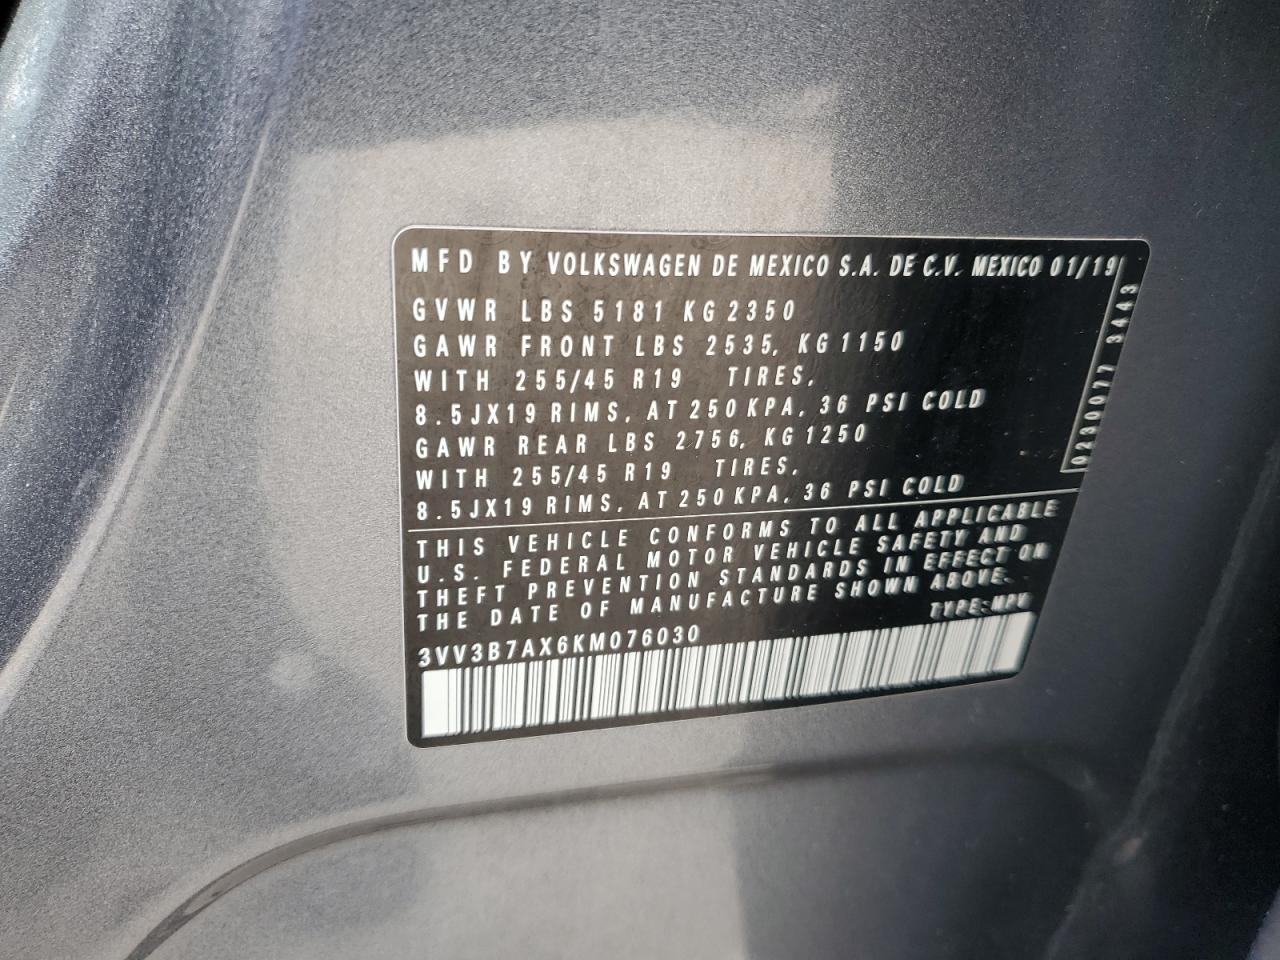 MFD BY VOLKSWAGEN DE MEXICO S.A. DE C.V. MEXICO 01/19
GVWR LBS 5181 KG 2350
GAWR FRONT LBS 2535, KG 1150
WITH 255/45 R19 TIRES,
8.5JX19 RIMS, AT 250 KPA, 36 PSI COLD
GAWR REAR LBS 2756, KG 1250
WITH 255/45 R19 TIRES,
8.5JX19 RIMS, AT 250 KPA, 36 PSI COLD
0230077 3443
THIS VEHICLE CONFORMS TO ALL APPLICABLE
U.S. FEDERAL MOTOR VEHICLE SAFETY AND
THEFT PREVENTION STANDARDS IN EFFECT ON
THE DATE OF MANUFACTURE SHOWN ABOVE.
TYPE: MPV
3VV3B7AX6KM076030